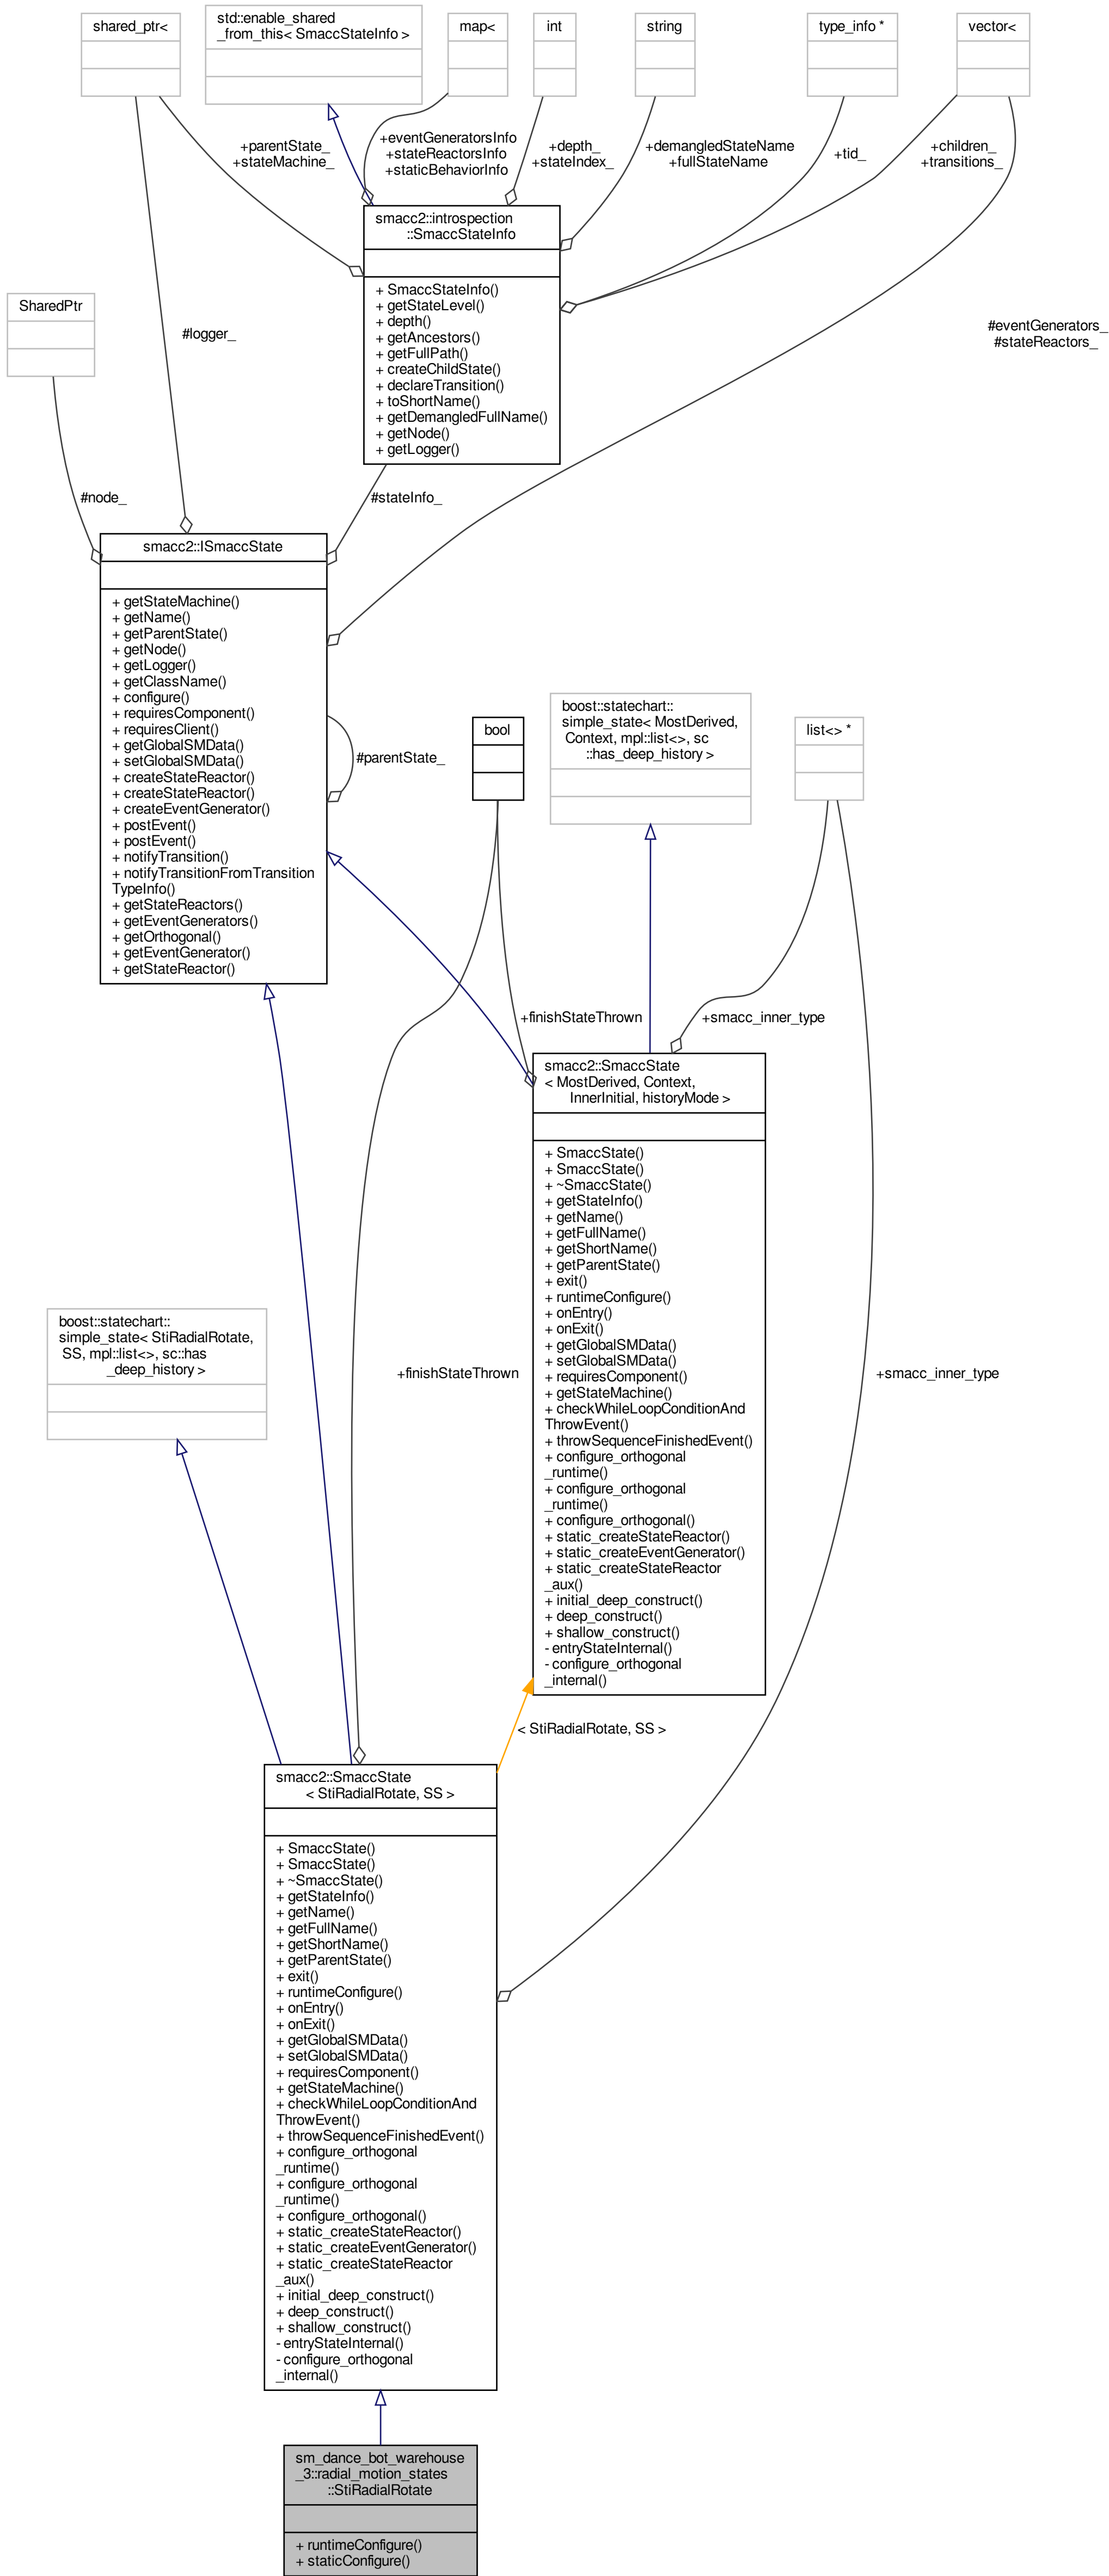 shared_ptr<
std::enable_shared
_from_this< SmaccStateInfo >
map<
int
string
type_info *
vector<
+parentState_
+stateMachine_
+eventGeneratorsInfo
+stateReactorsInfo
+staticBehaviorInfo
+depth_
+stateIndex_
+demangledStateName
+fullStateName
+tid_
+children_
+transitions_
smacc2::introspection
::SmaccStateInfo
+ SmaccStateInfo()
+ getStateLevel()
+ depth()
+ getAncestors()
+ getFullPath()
+ createChildState()
+ declareTransition()
+ toShortName()
+ getDemangledFullName()
+ getNode()
+ getLogger()
SharedPtr
#logger_
#eventGenerators_
#stateReactors_
#node_
#stateInfo_
smacc2::ISmaccState
+ getStateMachine()
+ getName()
+ getParentState()
+ getNode()
+ getLogger()
+ getClassName()
+ configure()
+ requiresComponent()
+ requiresClient()
+ getGlobalSMData()
+ setGlobalSMData()
+ createStateReactor()
+ createStateReactor()
+ createEventGenerator()
+ postEvent()
+ postEvent()
+ notifyTransition()
+ notifyTransitionFromTransition
TypeInfo()
+ getStateReactors()
+ getEventGenerators()
+ getOrthogonal()
+ getEventGenerator()
+ getStateReactor()
#parentState_
bool
boost::statechart::
simple_state< MostDerived,
Context, mpl::list<>, sc
::has_deep_history >
list<> *
+finishStateThrown
+smacc_inner_type
smacc2::SmaccState
< MostDerived, Context,
InnerInitial, historyMode >
+ SmaccState()
+ SmaccState()
+ ~SmaccState()
+ getStateInfo()
+ getName()
+ getFullName()
+ getShortName()
+ getParentState()
+ exit()
+ runtimeConfigure()
+ onEntry()
+ onExit()
+ getGlobalSMData()
+ setGlobalSMData()
+ requiresComponent()
+ getStateMachine()
+ checkWhileLoopConditionAnd
ThrowEvent()
+ throwSequenceFinishedEvent()
+ configure_orthogonal
_runtime()
+ configure_orthogonal
_runtime()
+ configure_orthogonal()
+ static_createStateReactor()
+ static_createEventGenerator()
+ static_createStateReactor
_aux()
+ initial_deep_construct()
+ deep_construct()
+ shallow_construct()
- entryStateInternal()
- configure_orthogonal
_internal()
boost::statechart::
simple_state< StiRadialRotate,
SS, mpl::list<>, sc::has
_deep_history >
+finishStateThrown
+smacc_inner_type
< StiRadialRotate, SS >
smacc2::SmaccState
< StiRadialRotate, SS >
+ SmaccState()
+ SmaccState()
+ ~SmaccState()
+ getStateInfo()
+ getName()
+ getFullName()
+ getShortName()
+ getParentState()
+ exit()
+ runtimeConfigure()
+ onEntry()
+ onExit()
+ getGlobalSMData()
+ setGlobalSMData()
+ requiresComponent()
+ getStateMachine()
+ checkWhileLoopConditionAnd
ThrowEvent()
+ throwSequenceFinishedEvent()
+ configure_orthogonal
_runtime()
+ configure_orthogonal
_runtime()
+ configure_orthogonal()
+ static_createStateReactor()
+ static_createEventGenerator()
+ static_createStateReactor
_aux()
+ initial_deep_construct()
+ deep_construct()
+ shallow_construct()
- entryStateInternal()
- configure_orthogonal
_internal()
sm_dance_bot_warehouse
_3::radial_motion_states
::StiRadialRotate
+ runtimeConfigure()
+ staticConfigure()